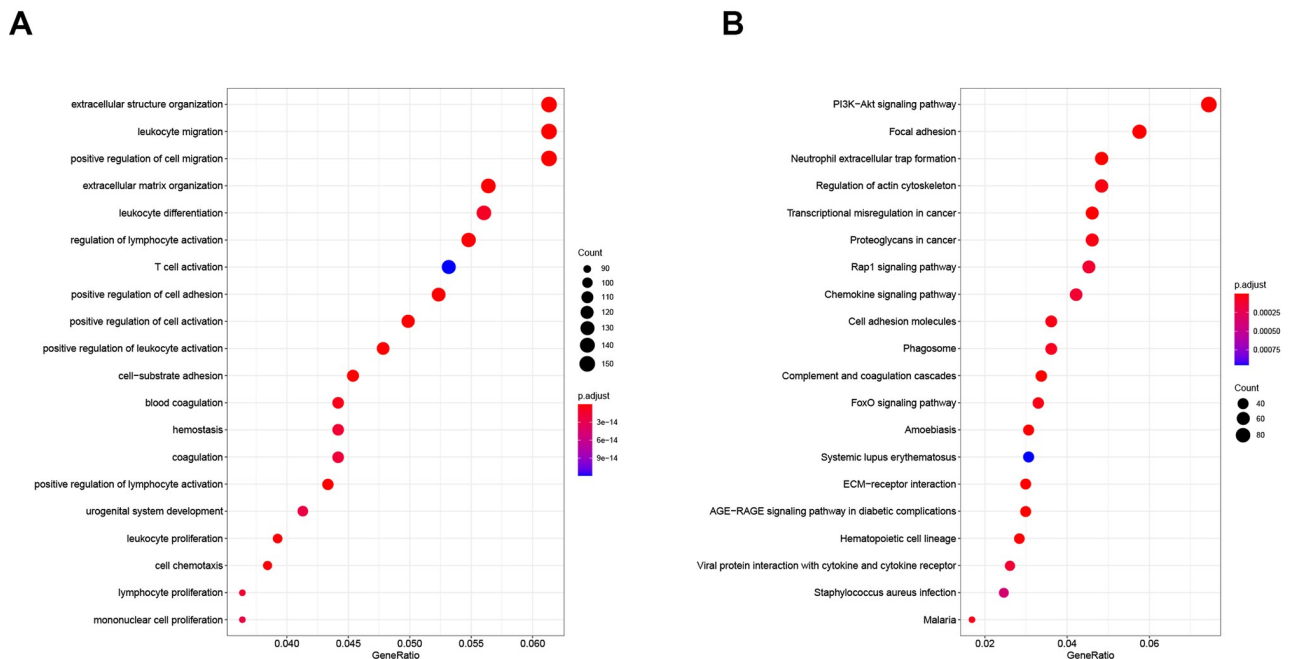 A
extracellular structure organization
leukocyte migration
positive regulation of cell migration
extracellular matrix organization
leukocyte differentiation
regulation of lymphocyte activation
T cell activation
positive regulation of cell adhesion
positive regulation of cell activation
positive regulation of leukocyte activation
cell−substrate adhesion
blood coagulation
hemostasis
coagulation
positive regulation of lymphocyte activation
urogenital system development
leukocyte proliferation
cell chemotaxis
lymphocyte proliferation
mononuclear cell proliferation
0.040 0.045 0.050 0.055 0.060
GeneRatio
Count
90
100
110
120
130
140
150
p.adjust
3e−14
6e−14
9e−14
B
PI3K−Akt signaling pathway
Focal adhesion
Neutrophil extracellular trap formation
Regulation of actin cytoskeleton
Transcriptional misregulation in cancer
Proteoglycans in cancer
Rap1 signaling pathway
Chemokine signaling pathway
Cell adhesion molecules
Phagosome
Complement and coagulation cascades
FoxO signaling pathway
Amoebiasis
Systemic lupus erythematosus
ECM−receptor interaction
AGE−RAGE signaling pathway in diabetic complications
Hematopoietic cell lineage
Viral protein interaction with cytokine and cytokine receptor
Staphylococcus aureus infection
Malaria
0.02 0.04 0.06
GeneRatio
p.adjust
0.00025
0.00050
0.00075
Count
40
60
80